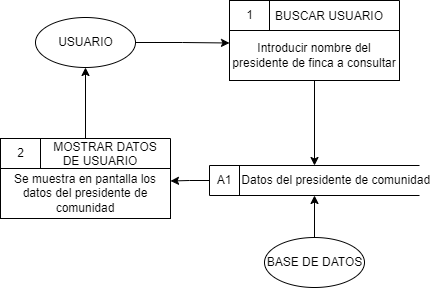 1 BUSCAR USUARIO
USUARIO
Introducir nombre del
presidente de finca a consultar
2 MOSTRAR DATOS
DE USUARIO
Se muestra en pantalla los
datos del presidente de
comunidad
A1 Datos del presidente de comunidad
BASE DE DATOS